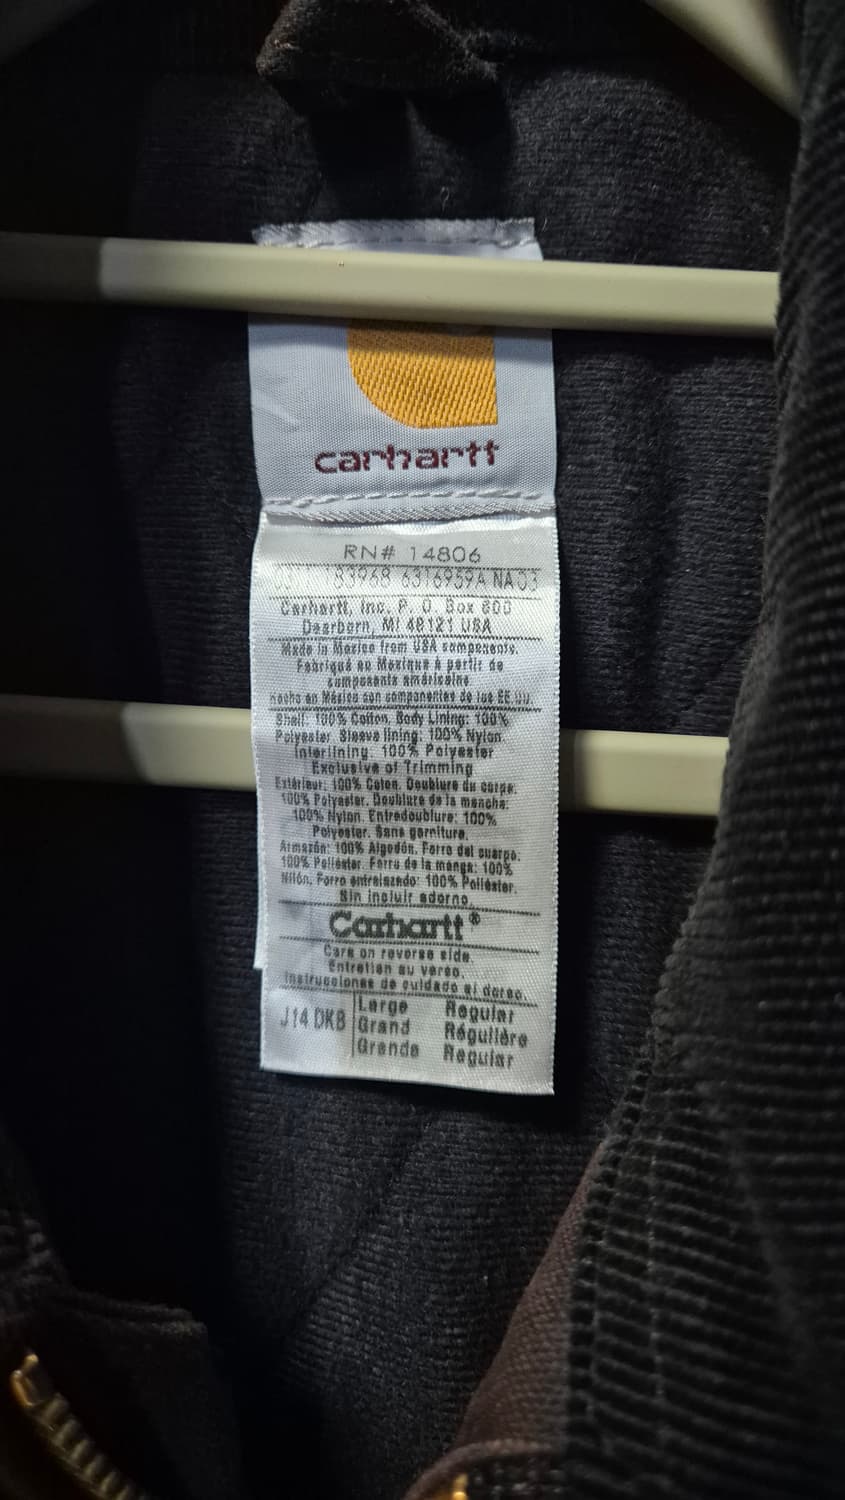 carhartt
RN# 14806
183968 6316959A NA 03
Carhartt, Inc. P. O. Box 600
Dearborn, MI 48121 USA
Made in Mexico from USA components.
Fabriqué au Mexique à partir de
composants américains
Hecho en México con componentes de los EE.UU.
Shell: 100% Cotton. Body Lining: 100%
Polyester. Sleeve lining: 100% Nylon.
Interlining: 100% Polyester
Exclusive of Trimming
Extérieur: 100% Coton. Doublure du corps:
100% Polyester. Doublure de la manche:
100% Nylon. Entredoublure: 100%
Polyester. Sans garniture.
Armazón: 100% Algodón. Forro del cuerpo:
100% Poliéster. Forro de la manga: 100%
Nilón. Forro entrelazado: 100% Poliéster.
Sin incluir adorno.
Carhartt®
Care on reverse side.
Entretien au verso.
Instrucciones de cuidado al dorso.
J14 DKB Large Regular
Grand Régulière
Grande Regular